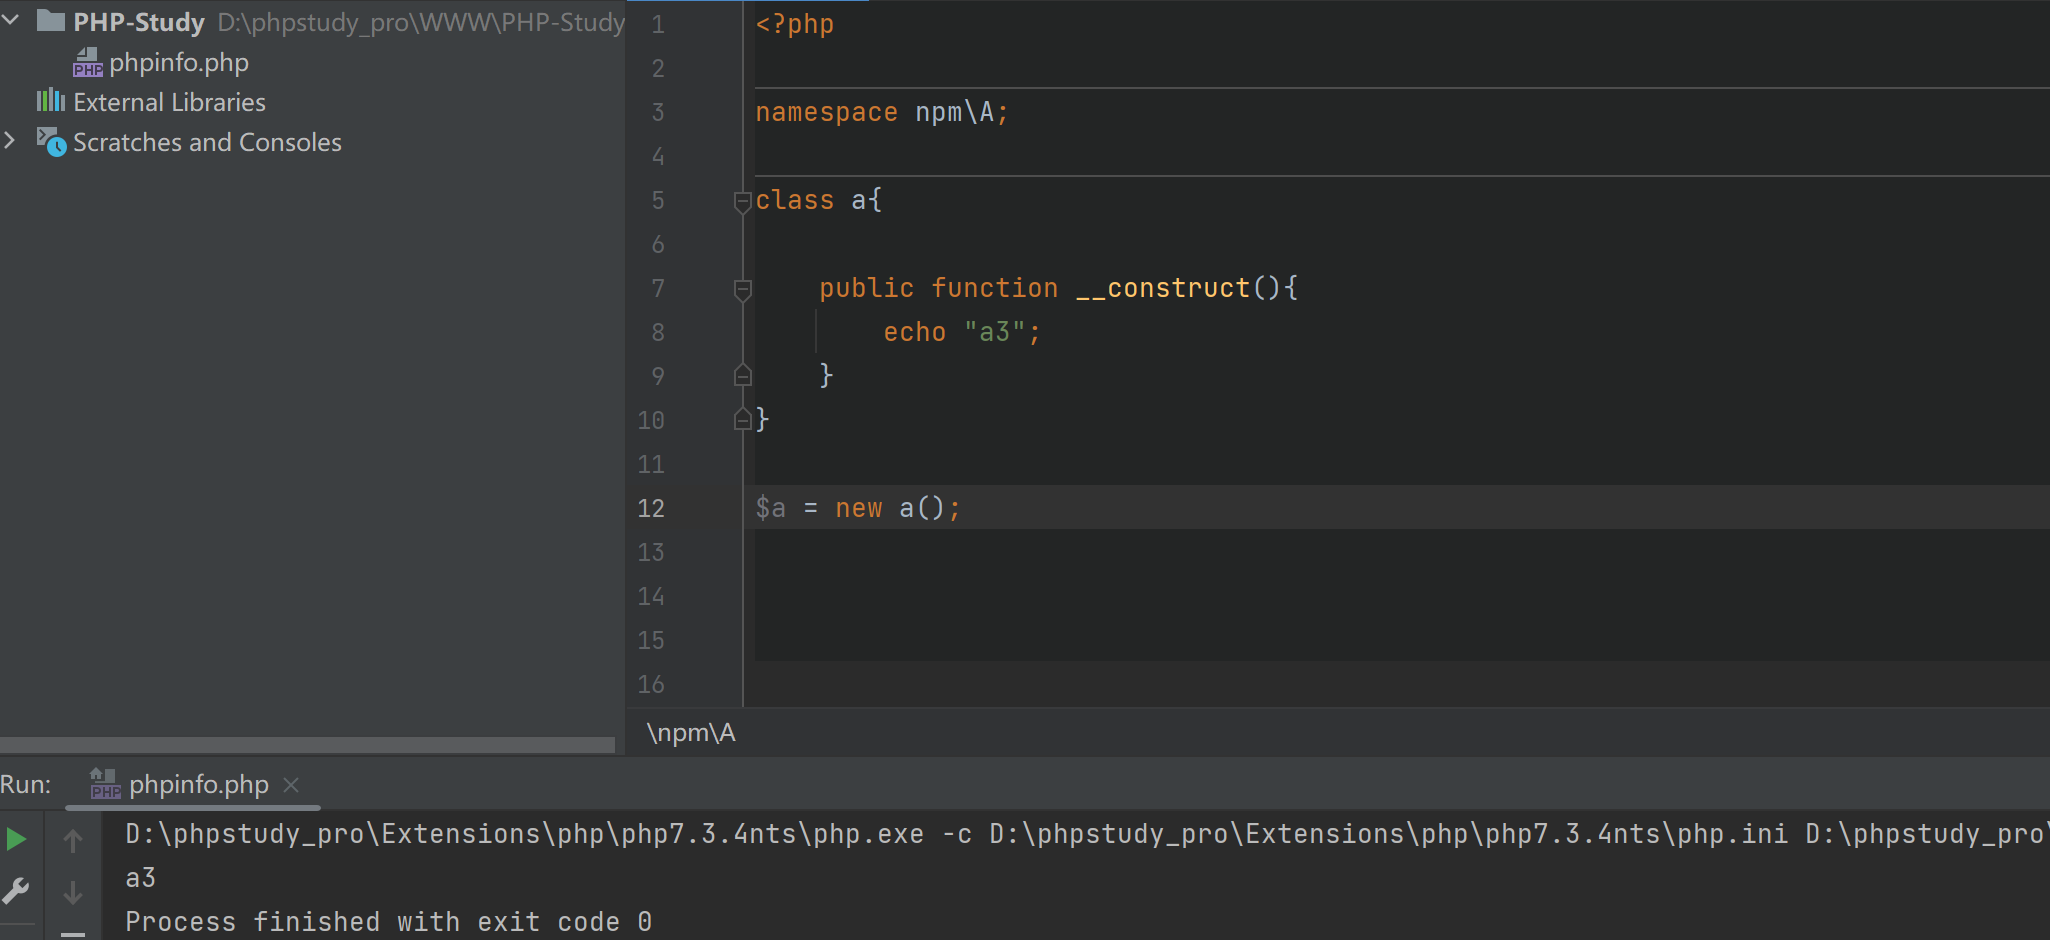 PHP-Study D:\phpstudy_pro\WWW\PHP-Study
PHP phpinfo.php
External Libraries
Scratches and Consoles
1 <?php
2
3 namespace npm\A;
4
5 class a{
6
7 public function __construct(){
8 echo "a3";
9 }
10 }
11
12 $a = new a();
13
14
15
16
\npm\A
Run: PHP phpinfo.php
D:\phpstudy_pro\Extensions\php\php7.3.4nts\php.exe -c D:\phpstudy_pro\Extensions\php\php7.3.4nts\php.ini D:\phpstudy_pro\
a3
Process finished with exit code 0